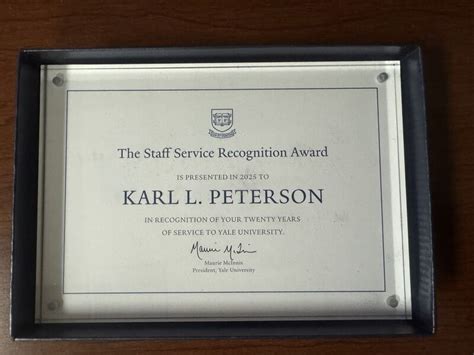 The Staff Service Recognition Award
IS PRESENTED IN 2025 TO
KARL L. PETERSON
IN RECOGNITION OF YOUR TWENTY YEARS
OF SERVICE TO YALE UNIVERSITY.
Maurie McInnis
President, Yale University